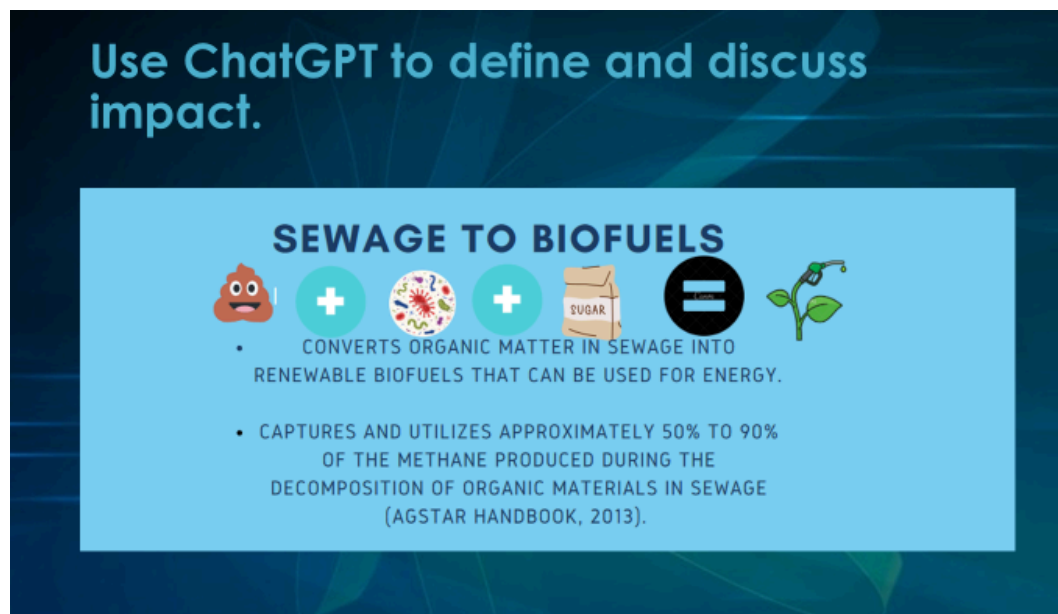 Use ChatGPT to define and discuss
impact.
SEWAGE TO BIOFUELS
SUGAR
• CONVERTS ORGANIC MATTER IN SEWAGE INTO
RENEWABLE BIOFUELS THAT CAN BE USED FOR ENERGY.
• CAPTURES AND UTILIZES APPROXIMATELY 50% TO 90%
OF THE METHANE PRODUCED DURING THE
DECOMPOSITION OF ORGANIC MATERIALS IN SEWAGE
(AGSTAR HANDBOOK, 2013).